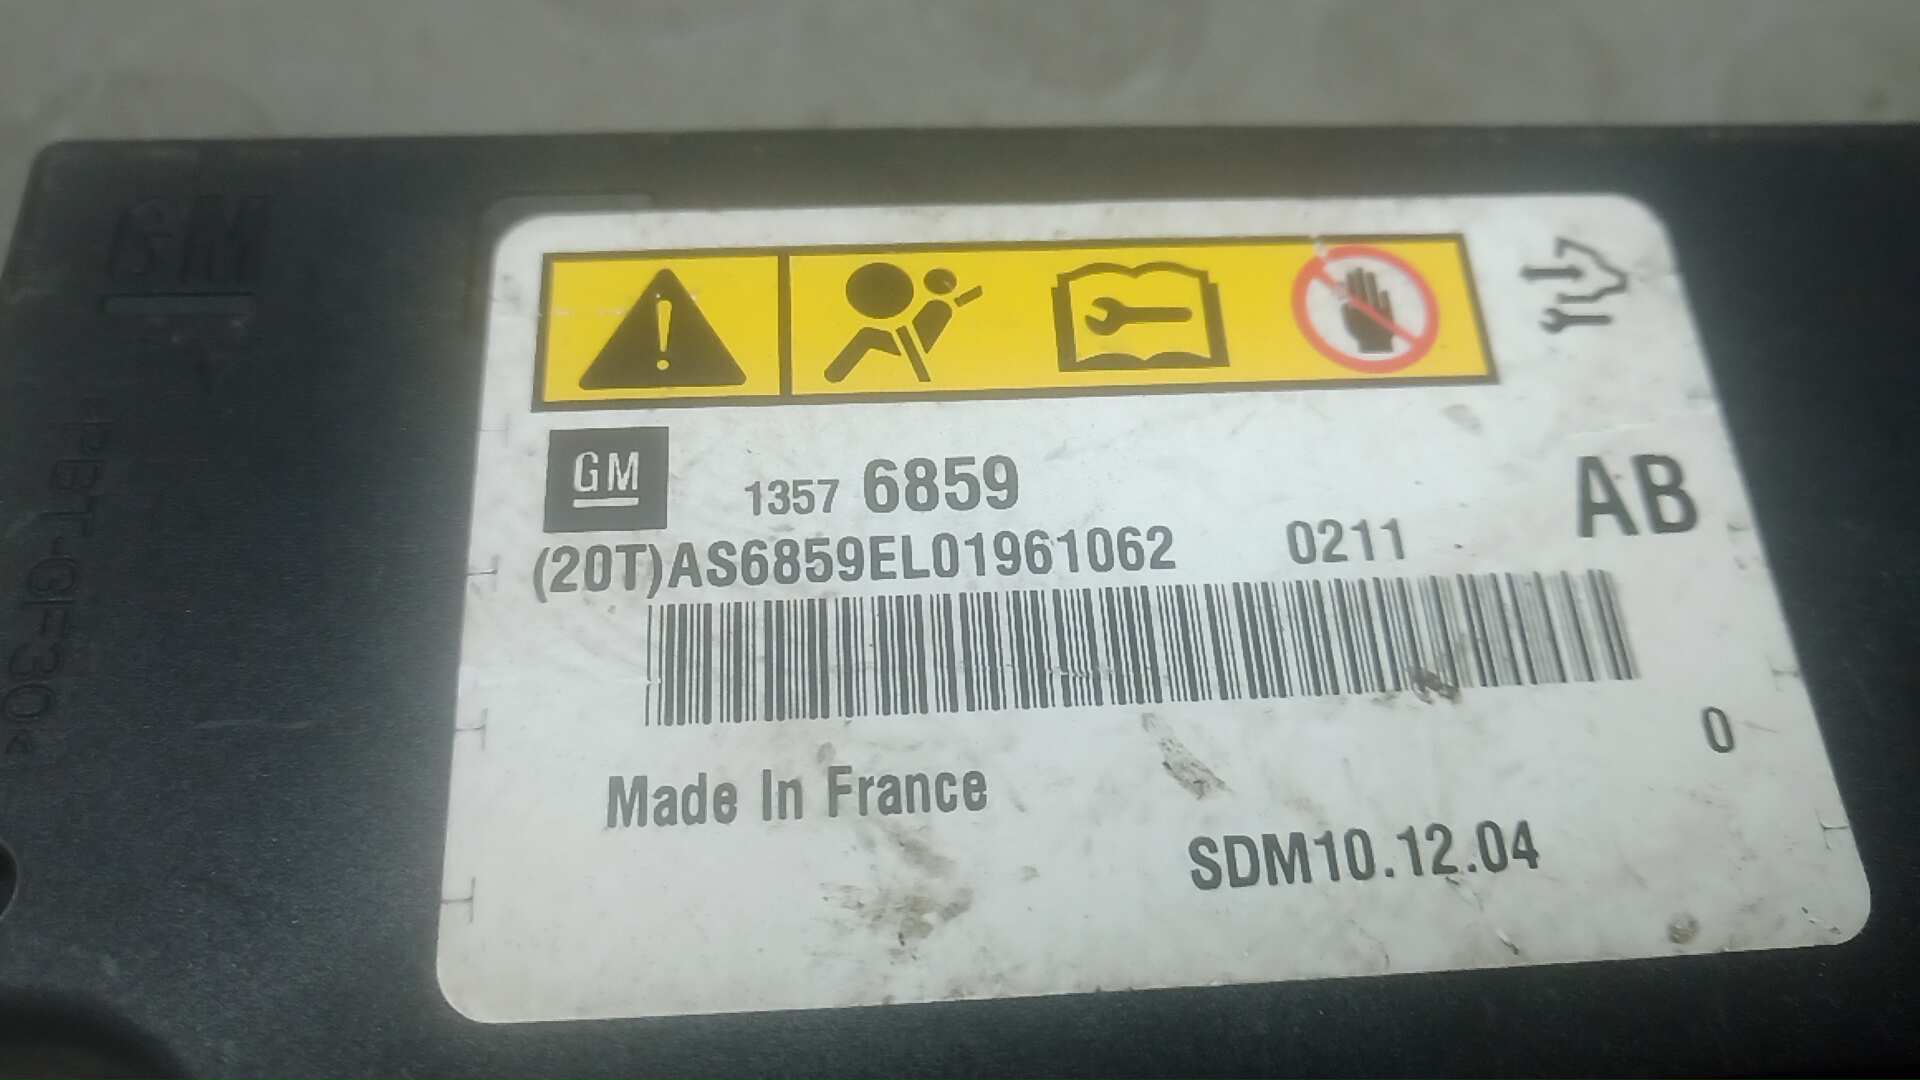 GM
>PBT-GF30<
GM
1357 6859
AB
(20T)AS6859EL01961062 0211
0
Made In France
SDM10.12.04